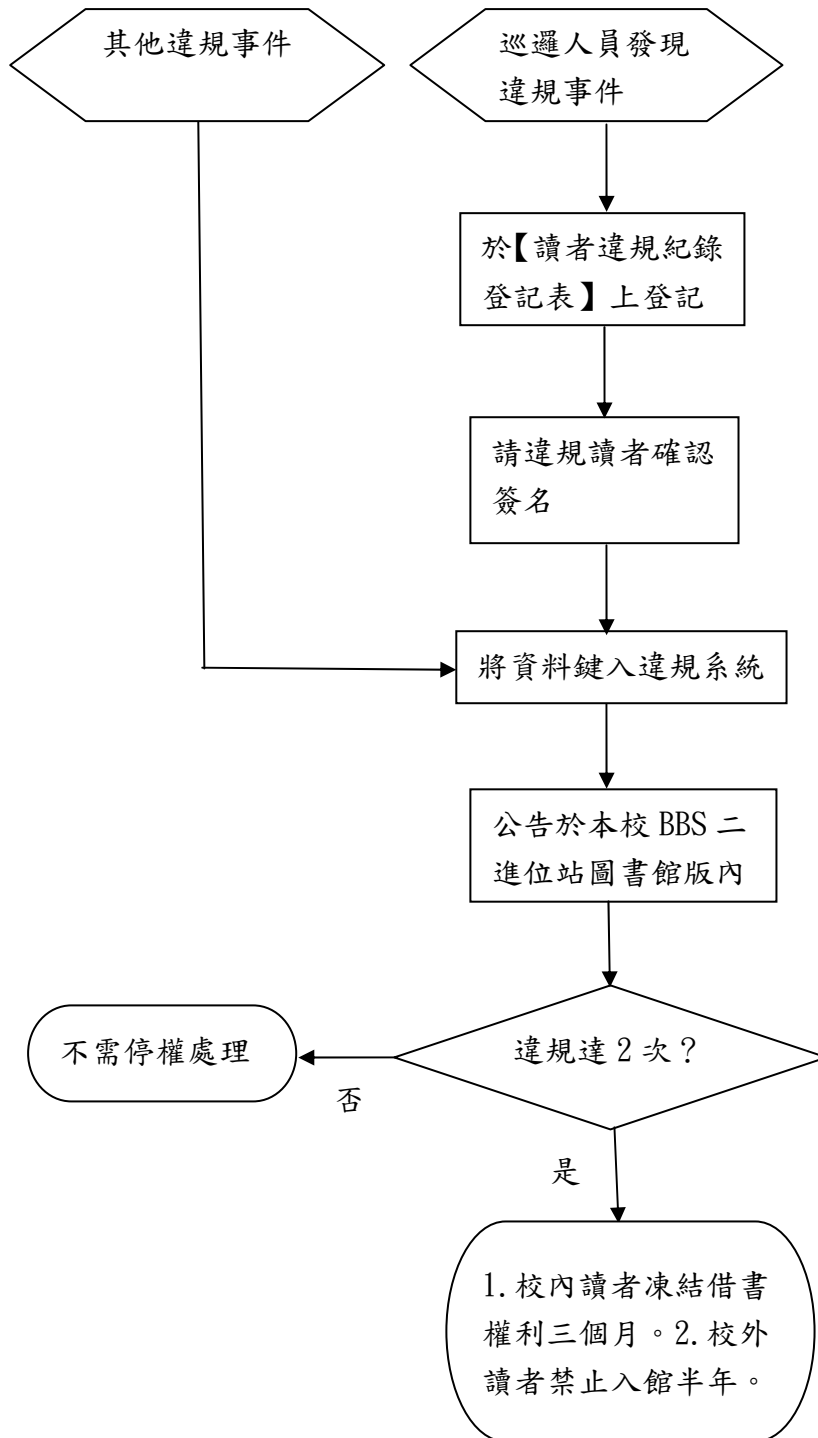 其他違規事件
巡邏人員發現
違規事件
於【讀者違規紀錄
登記表】上登記
請違規讀者確認
簽名
將資料鍵入違規系統
公告於本校 BBS 二
進位站圖書館版內
違規達 2 次？
不需停權處理
否
是
1.校內讀者凍結借書
權利三個月。2.校外
讀者禁止入館半年。